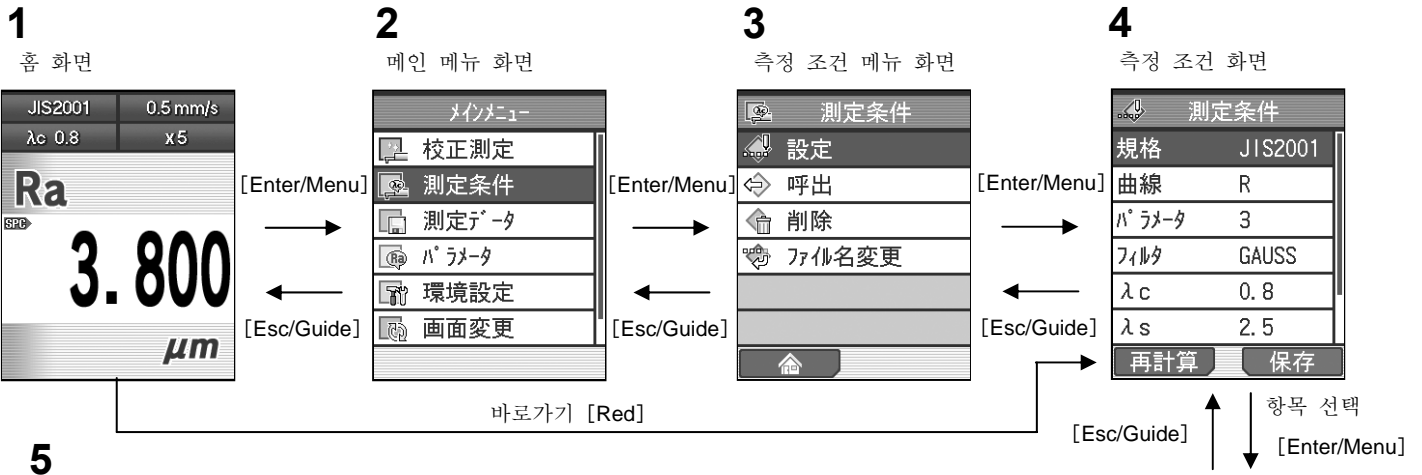 1
홈 화면
JIS2001 0.5 mm/s
λc 0.8 x5
Ra
SPC
3.800
μm
[Enter/Menu]
[Esc/Guide]
2
메인 메뉴 화면
ﾒｲﾝﾒﾆｭｰ
校正測定
測定条件
測定ﾃﾞｰﾀ
ﾊﾟﾗﾒｰﾀ
環境設定
画面変更
[Enter/Menu]
[Esc/Guide]
3
측정 조건 메뉴 화면
測定条件
設定
呼出
削除
ﾌｧｲﾙ名変更
[Enter/Menu]
[Esc/Guide]
4
측정 조건 화면
測定条件
規格 JIS2001
曲線 R
ﾊﾟﾗﾒｰﾀ 3
ﾌｨﾙﾀ GAUSS
λc 0.8
λs 2.5
再計算 保存
바로가기 [Red]
[Esc/Guide]
항목 선택
[Enter/Menu]
5